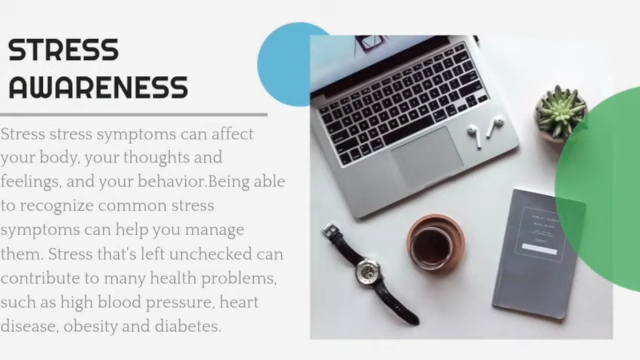 STRESS
AWARENESS
Stress stress symptoms can affect
your body, your thoughts and
feelings, and your behavior.Being able
to recognize common stress
symptoms can help you manage
them. Stress that's left unchecked can
contribute to many health problems,
such as high blood pressure, heart
disease, obesity and diabetes.